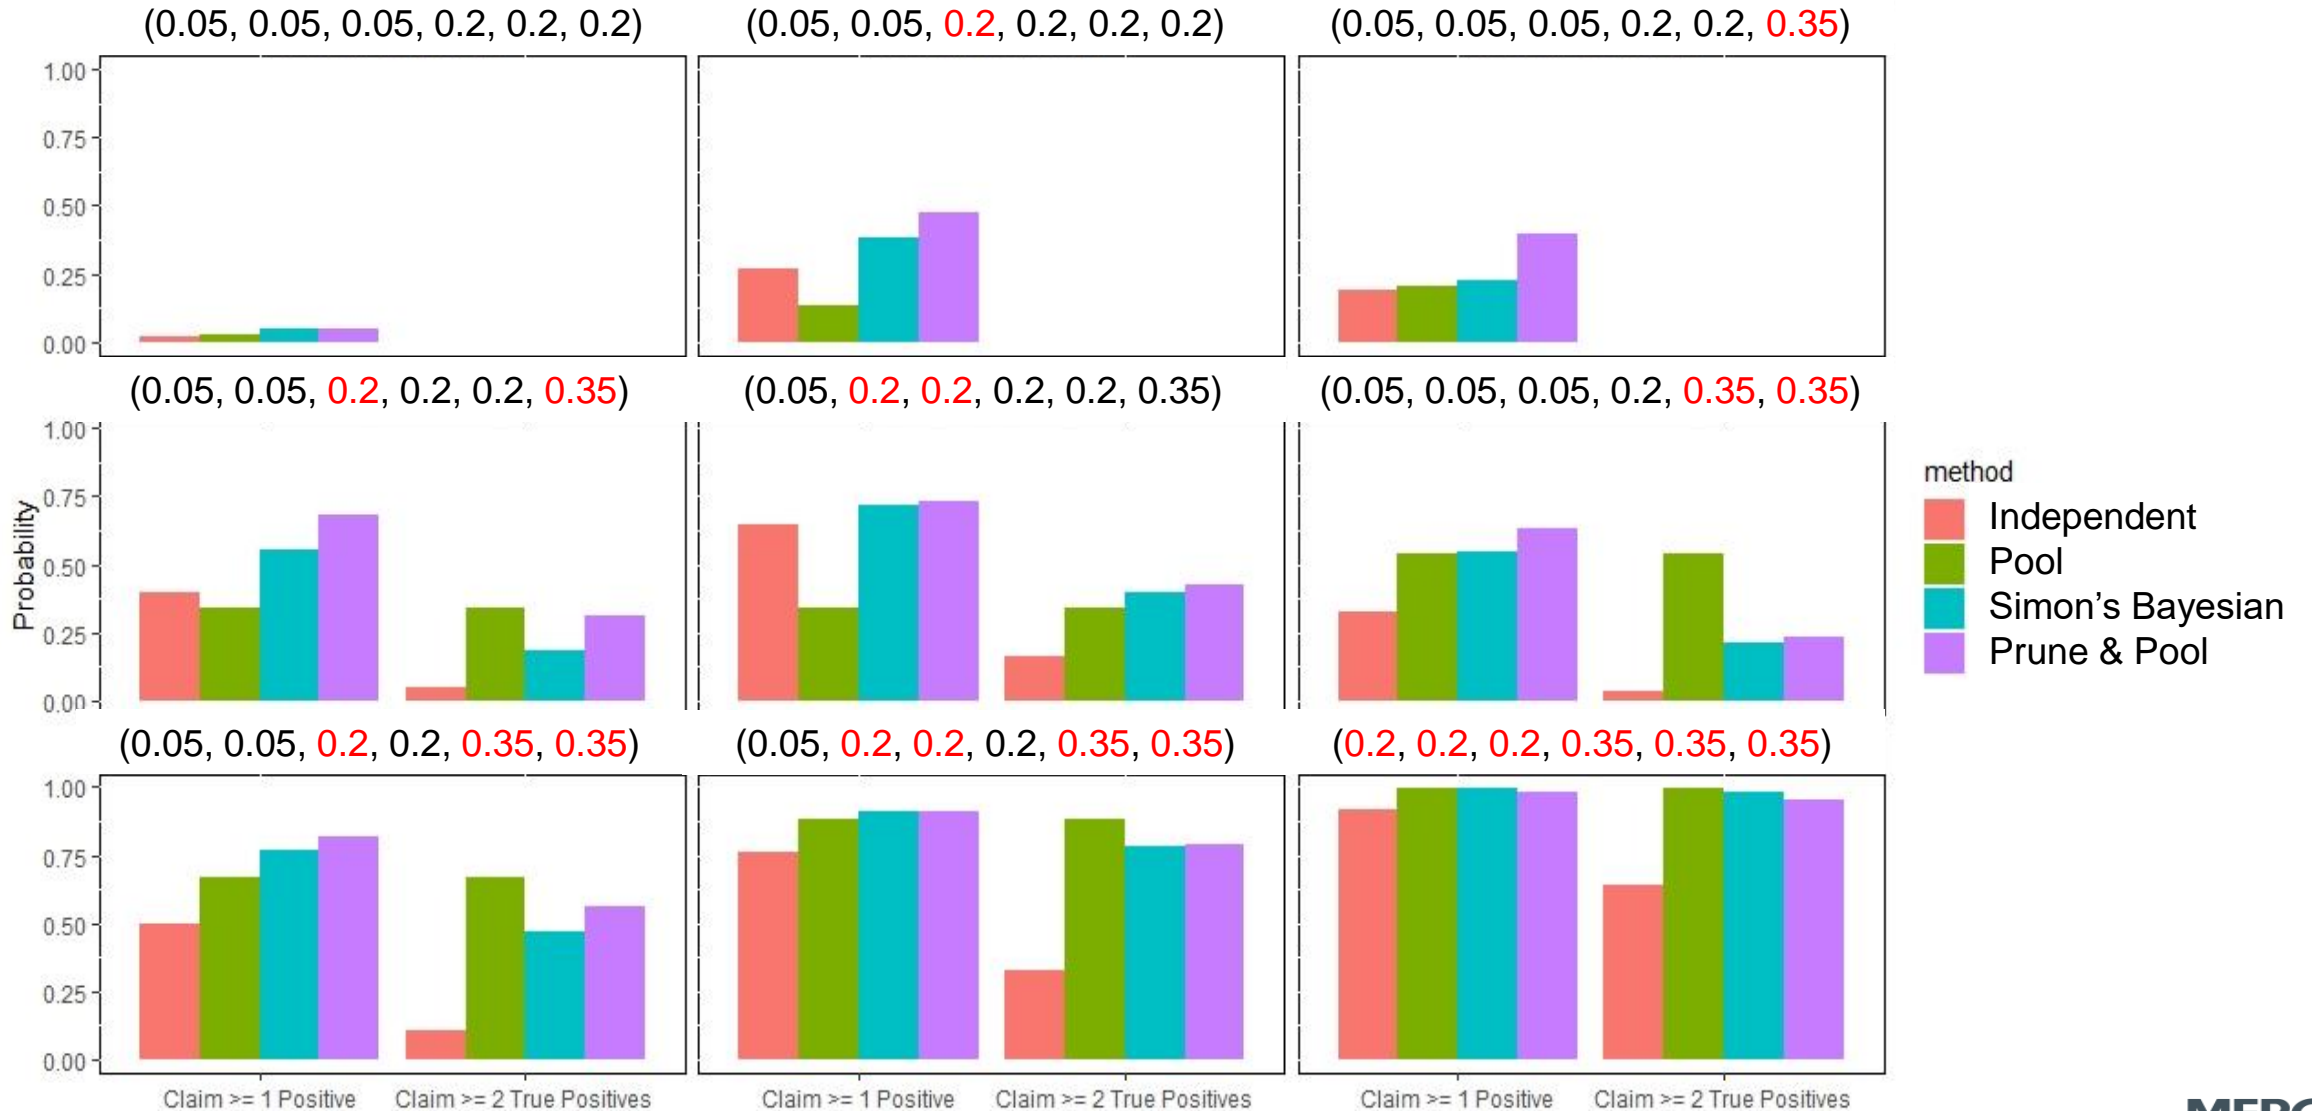 (0.05, 0.05, 0.05, 0.2, 0.2, 0.2)
(0.05, 0.05, 0.2, 0.2, 0.2, 0.2)
(0.05, 0.05, 0.05, 0.2, 0.2, 0.35)
1.00
0.75
0.50
0.25
0.00
(0.05, 0.05, 0.2, 0.2, 0.2, 0.35)
(0.05, 0.2, 0.2, 0.2, 0.2, 0.35)
(0.05, 0.05, 0.05, 0.2, 0.35, 0.35)
Probability
1.00
0.75
0.50
0.25
0.00
method
Independent
Pool
Simon’s Bayesian
Prune & Pool
(0.05, 0.05, 0.2, 0.2, 0.35, 0.35)
(0.05, 0.2, 0.2, 0.2, 0.35, 0.35)
(0.2, 0.2, 0.2, 0.35, 0.35, 0.35)
1.00
0.75
0.50
0.25
0.00
Claim >= 1 Positive
Claim >= 2 True Positives
Claim >= 1 Positive
Claim >= 2 True Positives
Claim >= 1 Positive
Claim >= 2 True Positives